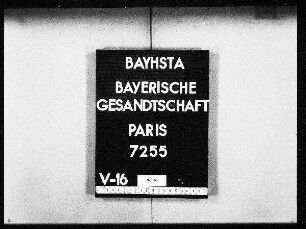 BAYHSTA
BAYERISCHE
GESANDTSCHAFT
PARIS
7255
V-16